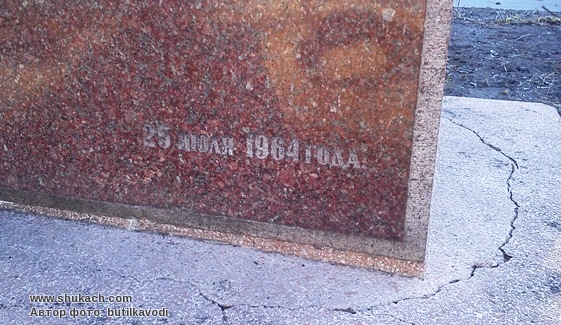 25 июля 1964 года.
www.shukach.com
Автор фото: butilkavodi